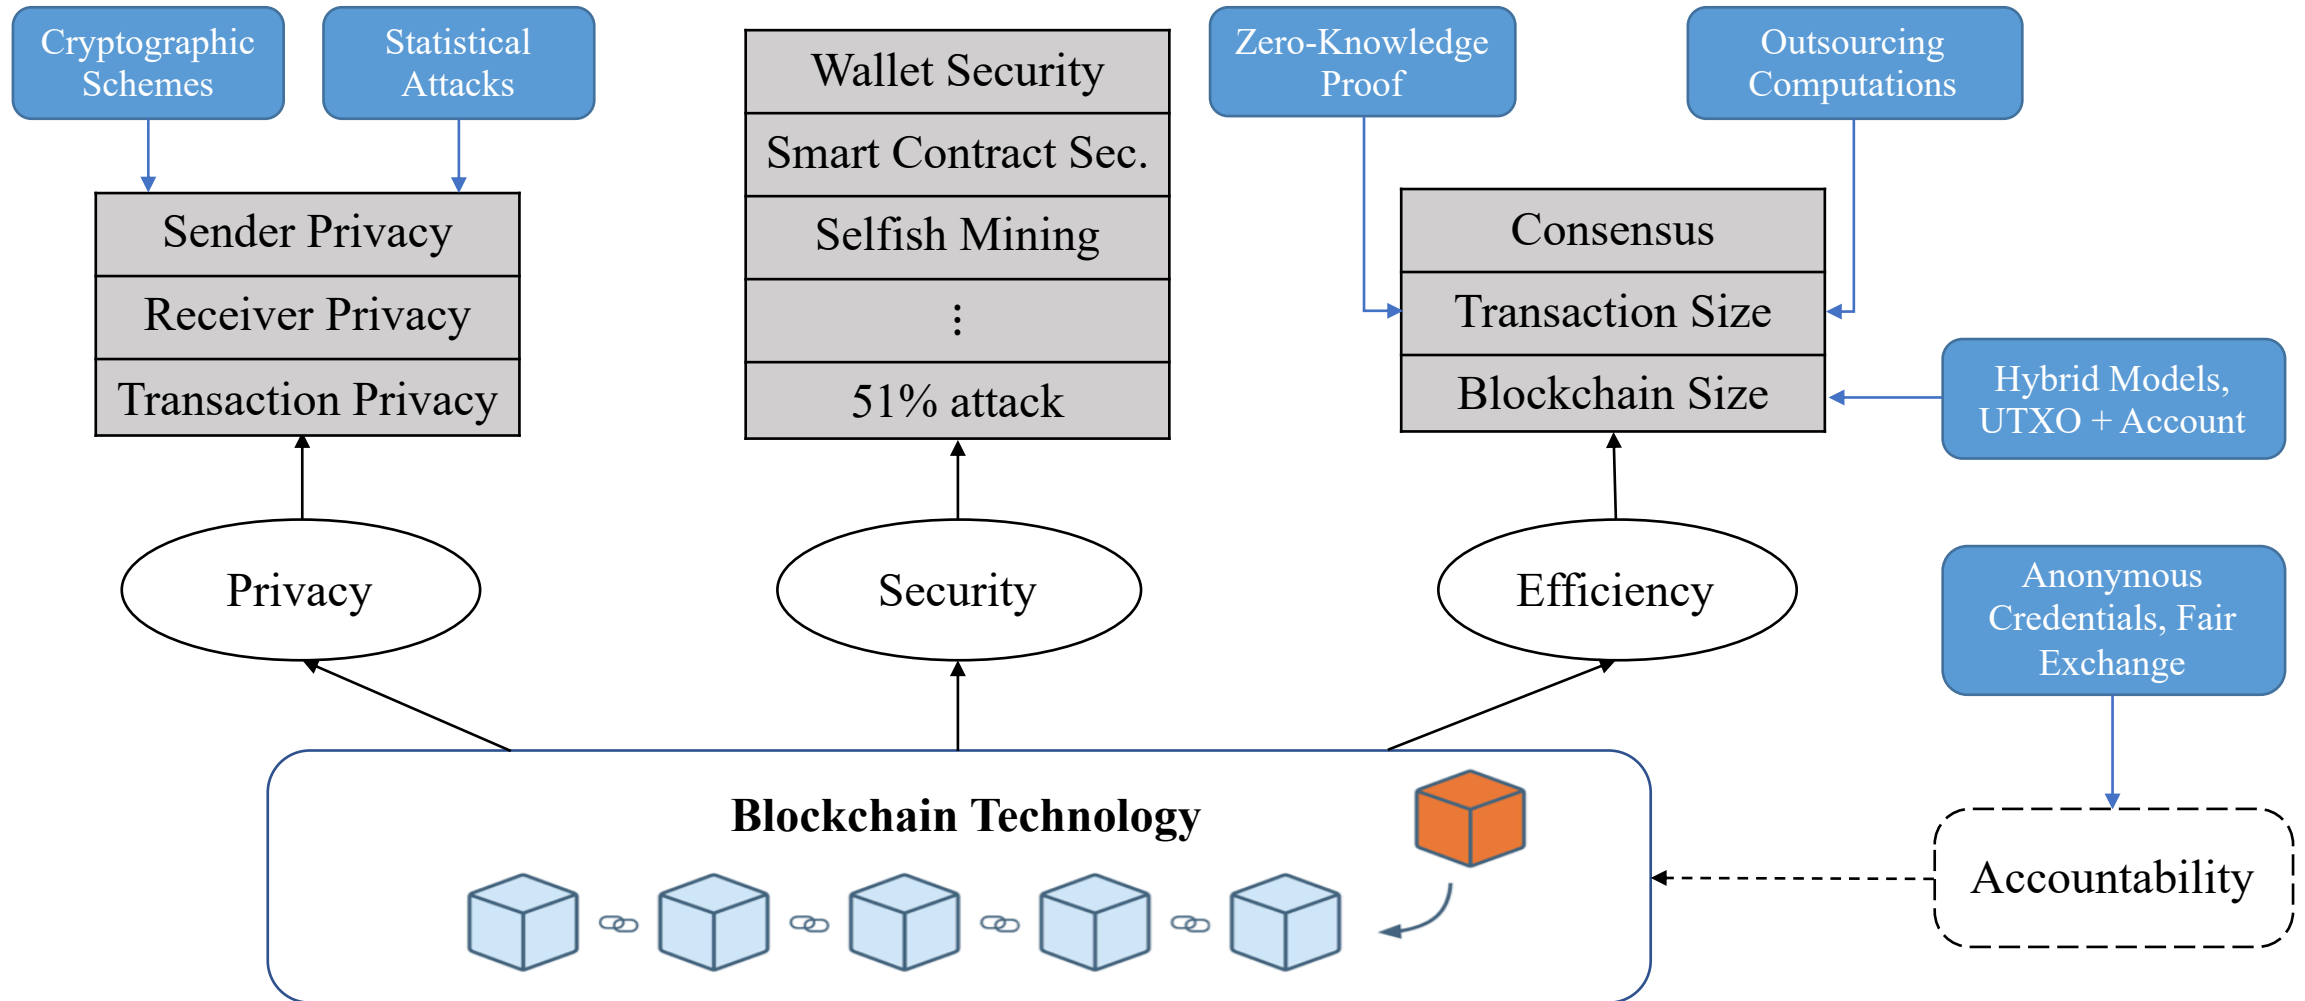 Cryptographic
Schemes
Statistical
Attacks
Wallet Security
Smart Contract Sec.
Selfish Mining
⋮
51% attack
Zero-Knowledge
Proof
Outsourcing
Computations
Sender Privacy
Receiver Privacy
Transaction Privacy
Consensus
Transaction Size
Blockchain Size
Hybrid Models,
UTXO + Account
Privacy
Security
Efficiency
Anonymous
Credentials, Fair
Exchange
Blockchain Technology
Accountability